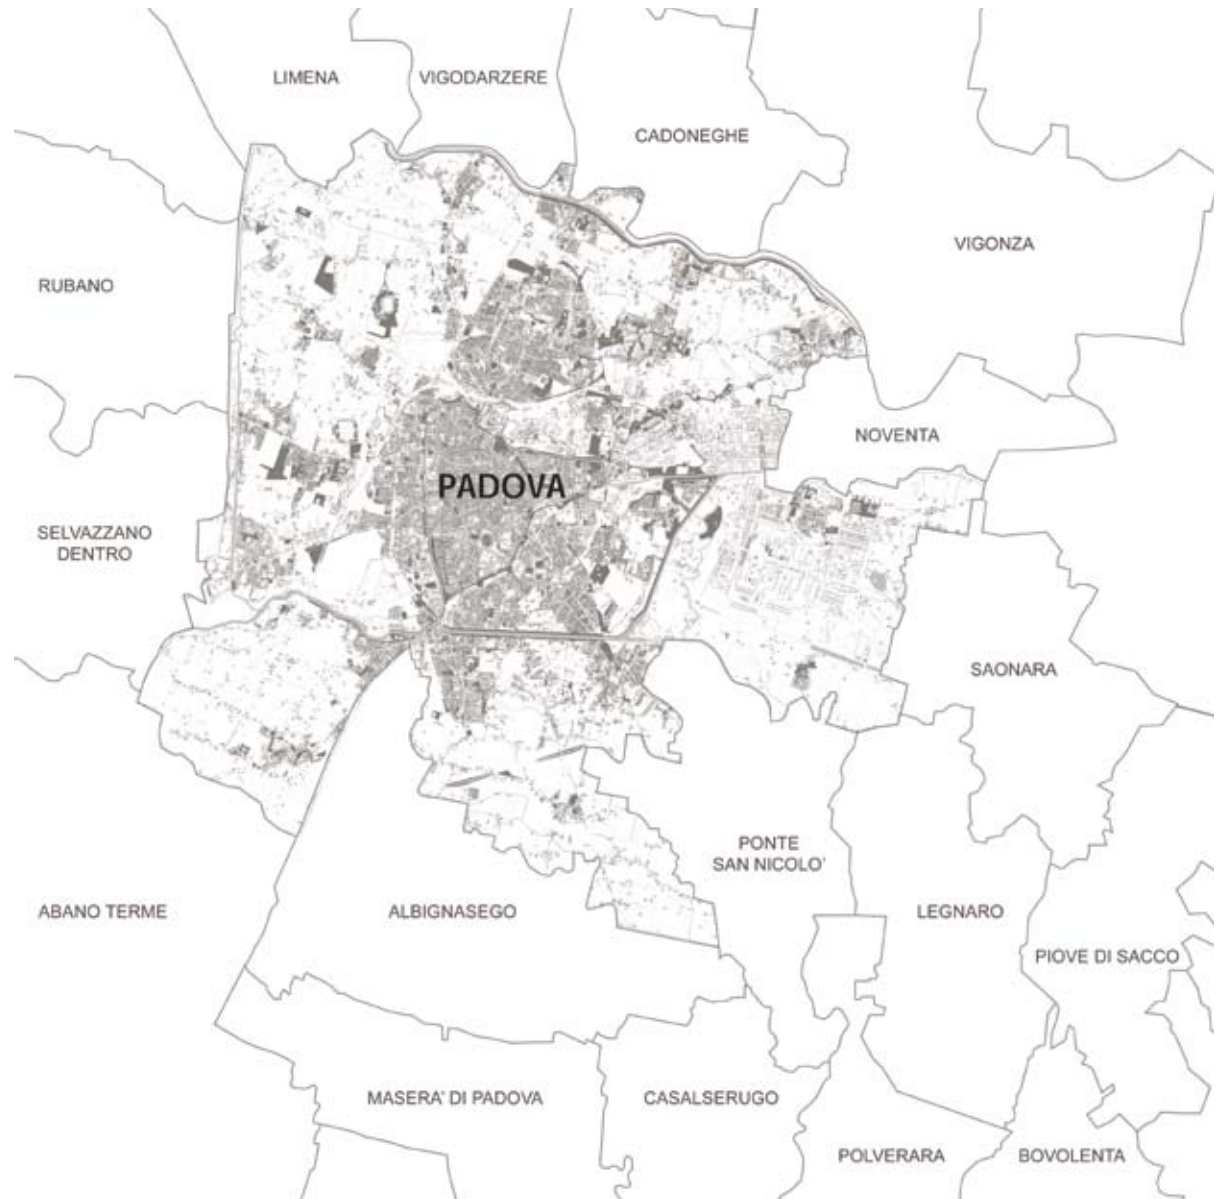 LIMENA
VIGODARZERE
CADONEGHE
VIGONZA
RUBANO
NOVENTA
PADOVA
SELVAZZANO
DENTRO
SAONARA
PONTE
SAN NICOLO'
ABANO TERME
ALBIGNASEGO
LEGNARO
PIOVE DI SACCO
MASERA' DI PADOVA
CASALSERUGO
POLVERARA
BOVOLENTA